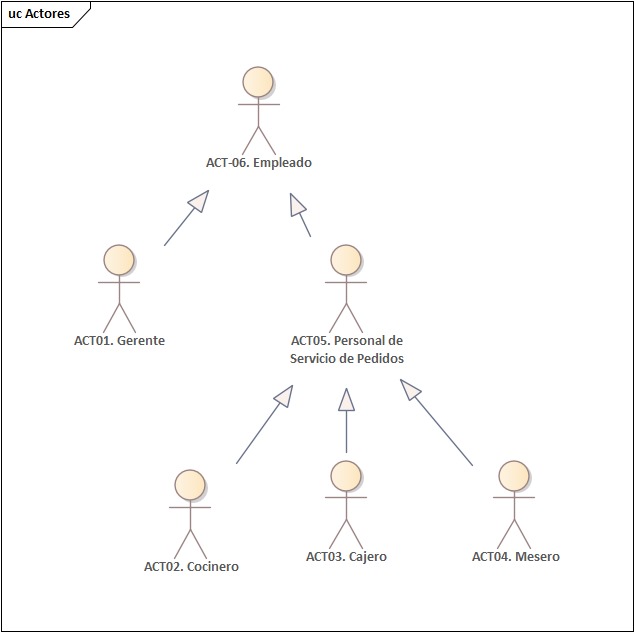 uc Actores
ACT-06. Empleado
ACT01. Gerente
ACT05. Personal de
Servicio de Pedidos
ACT02. Cocinero
ACT03. Cajero
ACT04. Mesero